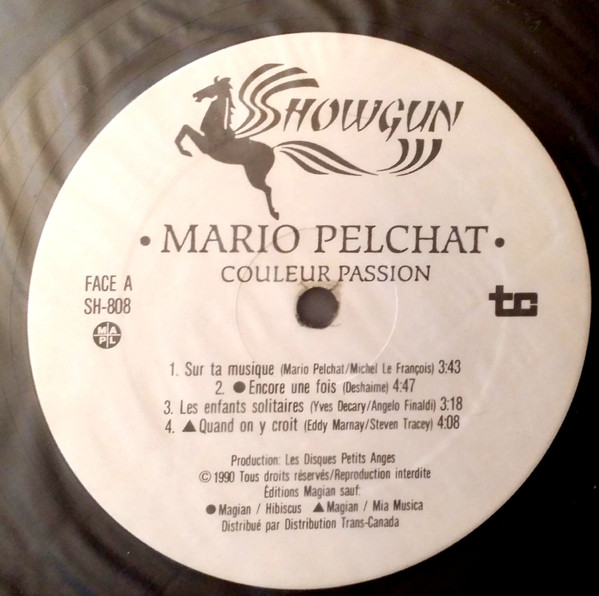 SHOWGUN
• MARIO PELCHAT •
COULEUR PASSION
FACE A
SH-808
MAPL
tc
1. Sur ta musique (Mario Pelchat/Michel Le François) 3:43
2. ●Encore une fois (Deshaime) 4:47
3. Les enfants solitaires (Yves Decary/Angelo Finaldi) 3:18
4. ▲Quand on y croit (Eddy Marnay/Steven Tracey) 4:08
Production: Les Disques Petits Anges
©1990 Tous droits réservés/Reproduction interdite
Éditions Magian sauf:
●Magian / Hibiscus ▲Magian / Mia Musica
Distribué par Distribution Trans-Canada